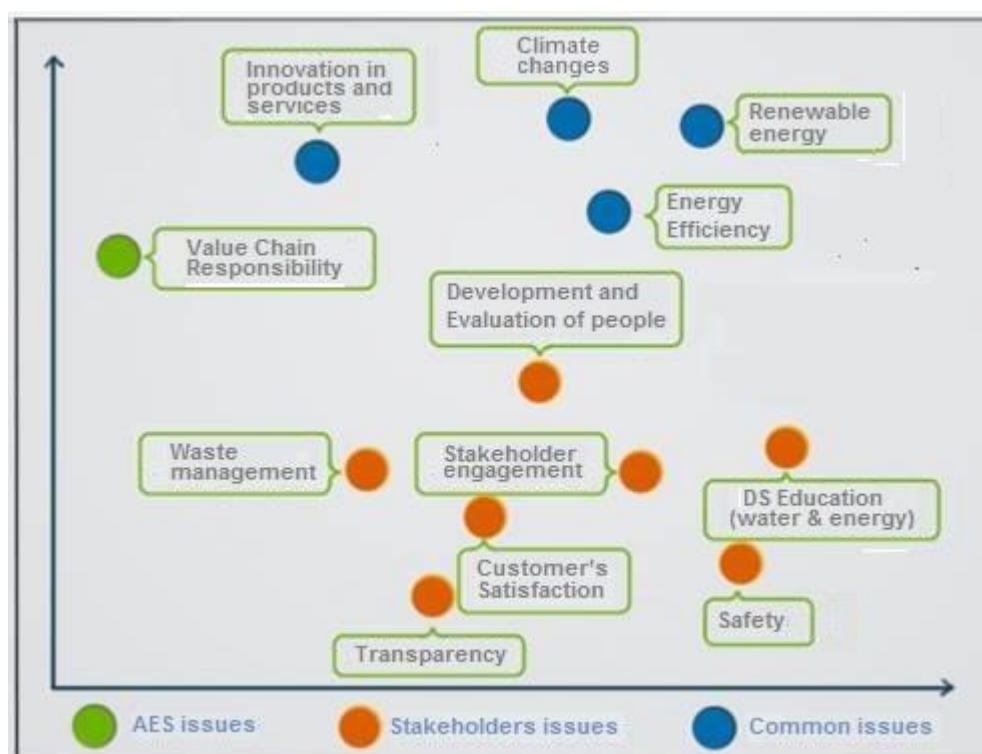 Climate
changes
Innovation in
products and
services
Renewable
energy
Energy
Efficiency
Value Chain
Responsibility
Development and
Evaluation of people
Waste
management
Stakeholder
engagement
DS Education
(water & energy)
Customer's
Satisfaction
Safety
Transparency
AES issues
Stakeholders issues
Common issues